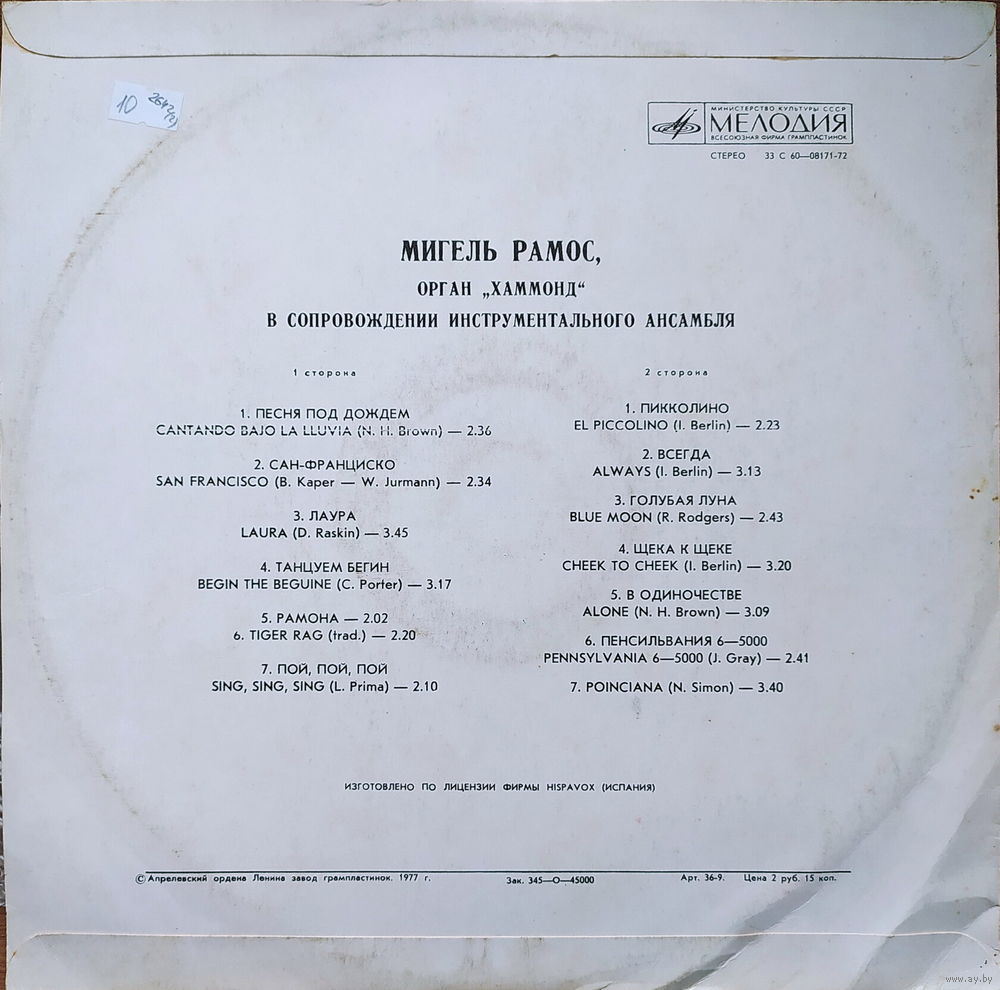 10 2642(2)
МИНИСТЕРСТВО КУЛЬТУРЫ СССР
МЕЛОДИЯ
ВСЕСОЮЗНАЯ ФИРМА ГРАМПЛАСТИНОК
СТЕРЕО 33 С 60—08171-72
МИГЕЛЬ РАМОС,
ОРГАН „ХАММОНД“
В СОПРОВОЖДЕНИИ ИНСТРУМЕНТАЛЬНОГО АНСАМБЛЯ
1 сторона
1. ПЕСНЯ ПОД ДОЖДЕМ
CANTANDO BAJO LA LLUVIA (N. H. Brown) — 2.36
2. САН-ФРАНЦИСКО
SAN FRANCISCO (B. Kaper — W. Jurmann) — 2.34
3. ЛАУРА
LAURA (D. Raskin) — 3.45
4. ТАНЦУЕМ БЕГИН
BEGIN THE BEGUINE (C. Porter) — 3.17
5. РАМОНА — 2.02
6. TIGER RAG (trad.) — 2.20
7. ПОЙ, ПОЙ, ПОЙ
SING, SING, SING (L. Prima) — 2.10
2 сторона
1. ПИККОЛИНО
EL PICCOLINO (I. Berlin) — 2.23
2. ВСЕГДА
ALWAYS (I. Berlin) — 3.13
3. ГОЛУБАЯ ЛУНА
BLUE MOON (R. Rodgers) — 2.43
4. ЩЕКА К ЩЕКЕ
CHEEK TO CHEEK (I. Berlin) — 3.20
5. В ОДИНОЧЕСТВЕ
ALONE (N. H. Brown) — 3.09
6. ПЕНСИЛЬВАНИЯ 6—5000
PENNSYLVANIA 6—5000 (J. Gray) — 2.41
7. POINCIANA (N. Simon) — 3.40
ИЗГОТОВЛЕНО ПО ЛИЦЕНЗИИ ФИРМЫ HISPAVOX (ИСПАНИЯ)
© Апрелевский ордена Ленина завод грампластинок. 1977 г. Зак. 345—О—45000 Арт. 36-9. Цена 2 руб. 15 коп.
www.ay.by